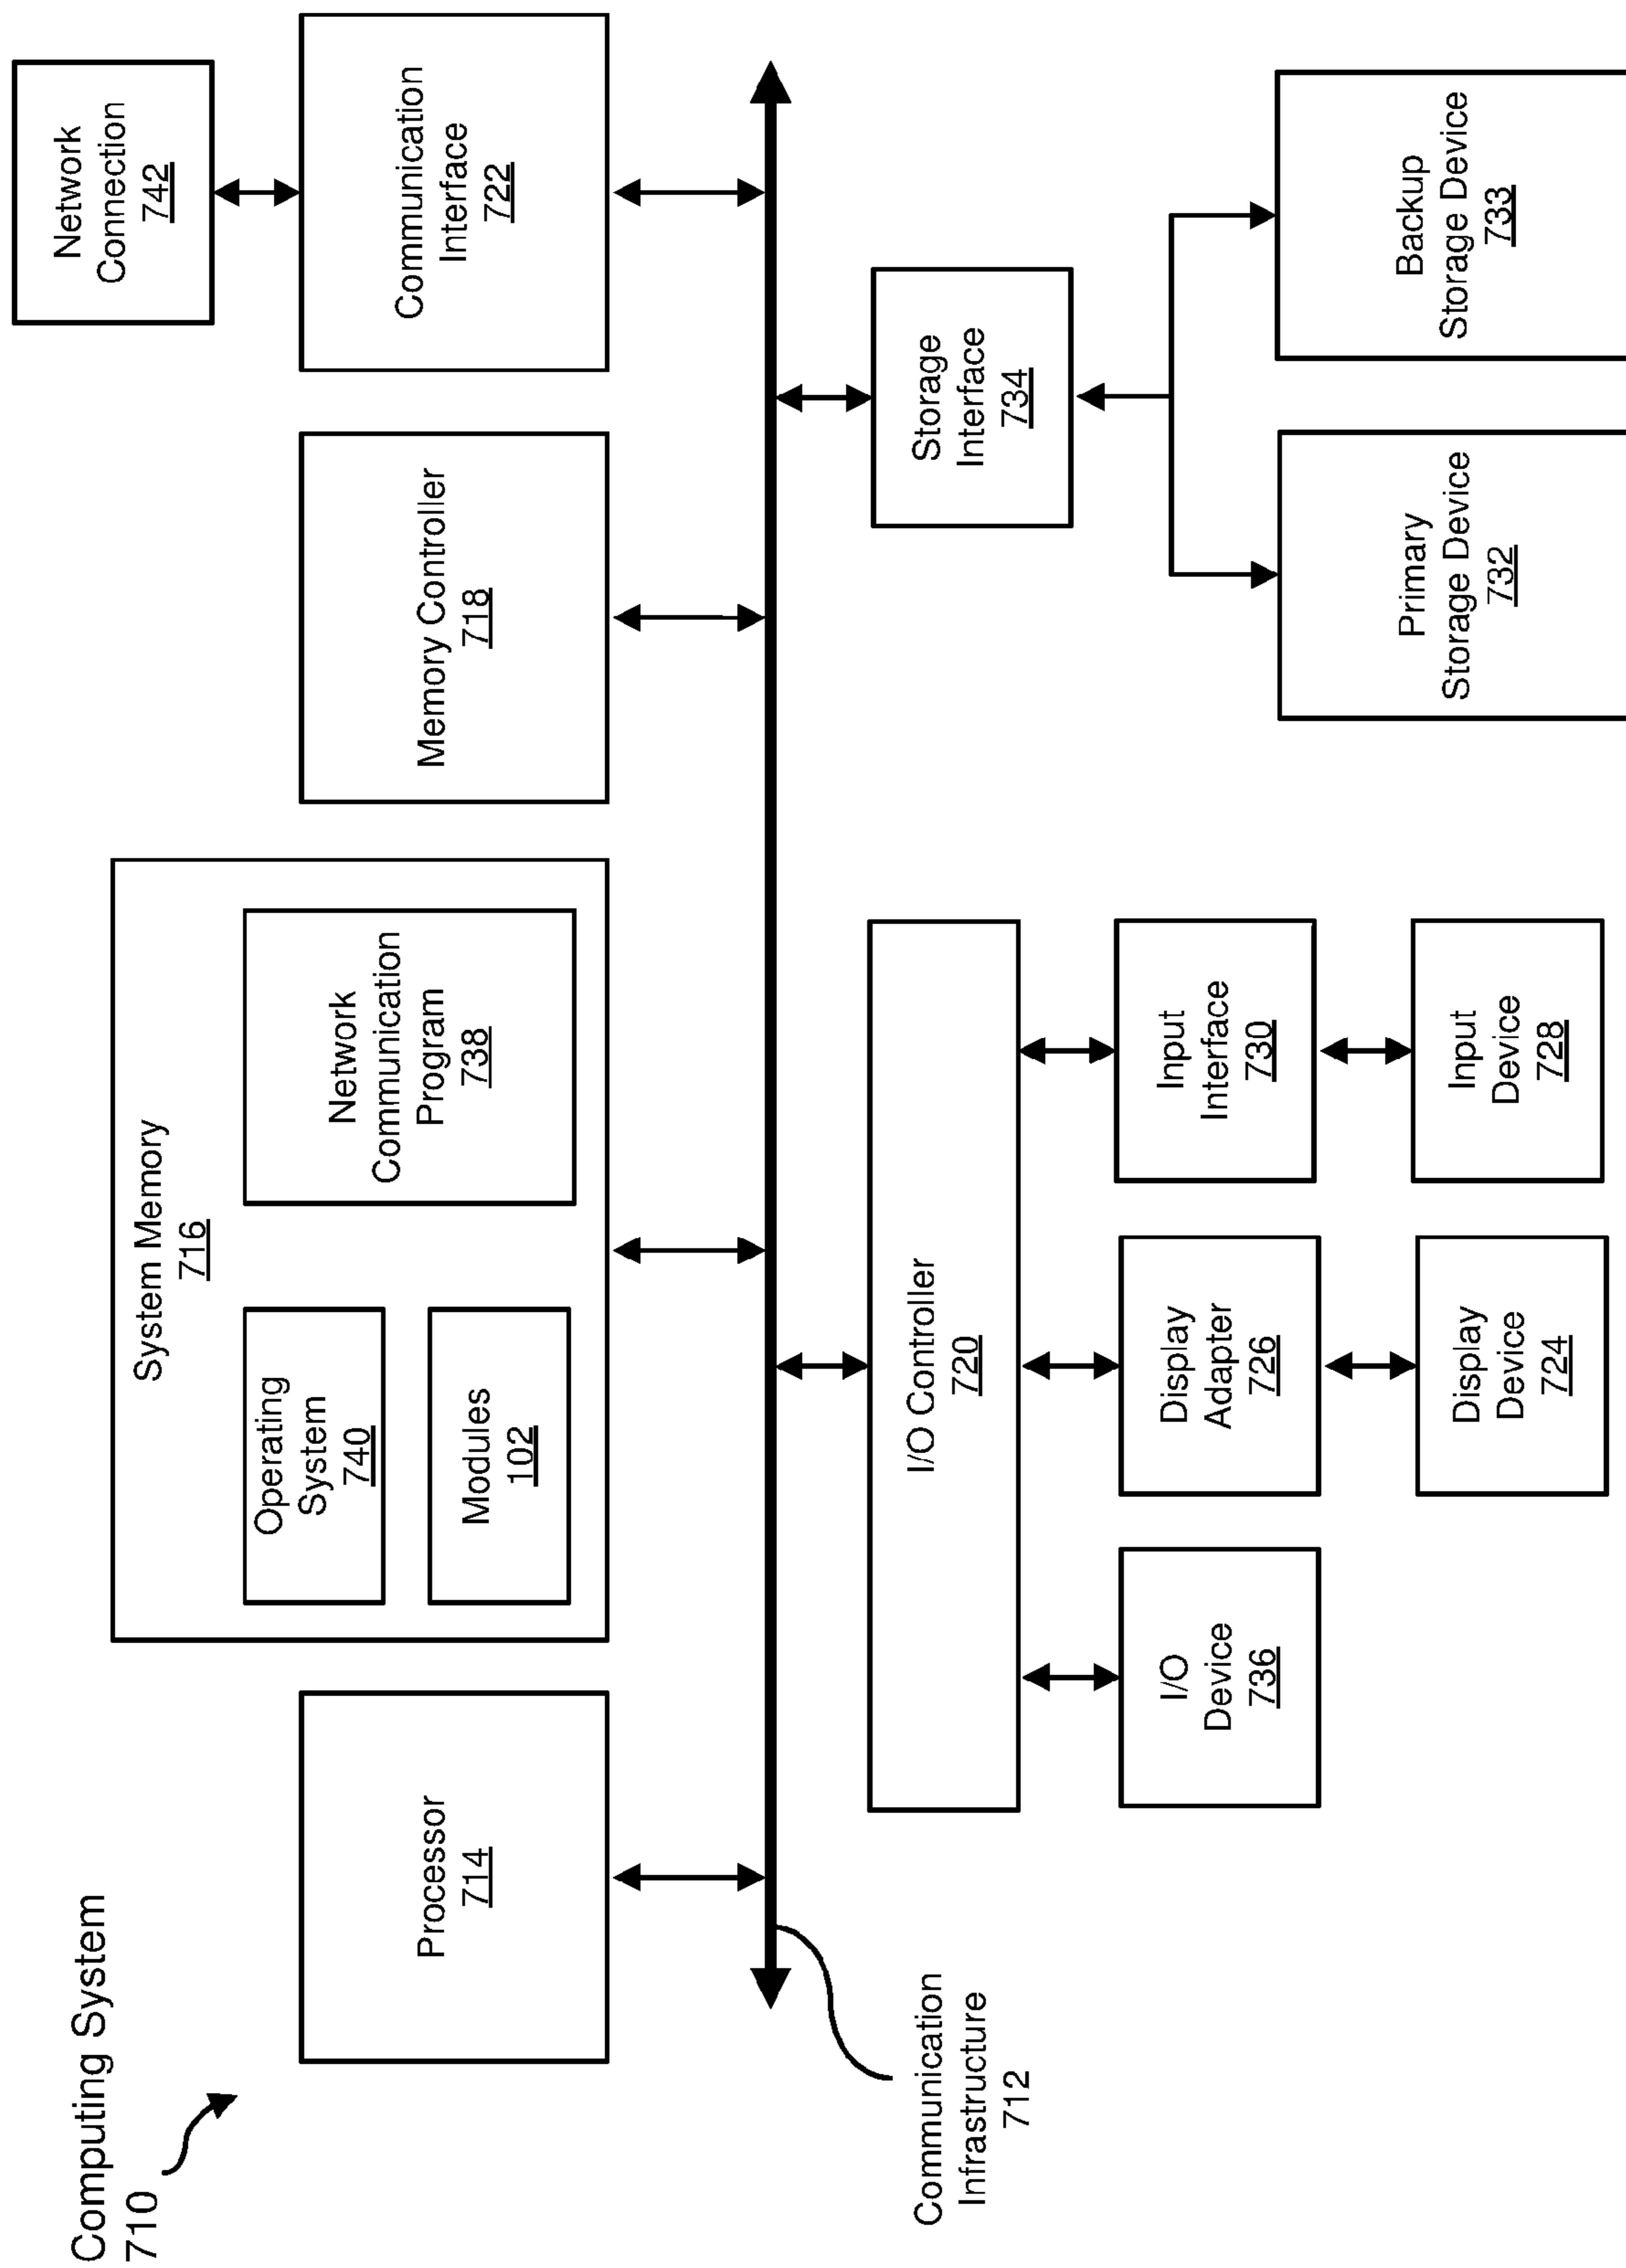 Computing System
710
Processor
714
System Memory
716
Operating
System
740
Modules
102
Network
Communication
Program
738
Memory Controller
718
Network
Connection
742
Communication
Interface
722
Communication
Infrastructure
712
I/O Controller
720
I/O
Device
736
Display
Adapter
726
Display
Device
724
Input
Interface
730
Input
Device
728
Storage
Interface
734
Primary
Storage Device
732
Backup
Storage Device
733